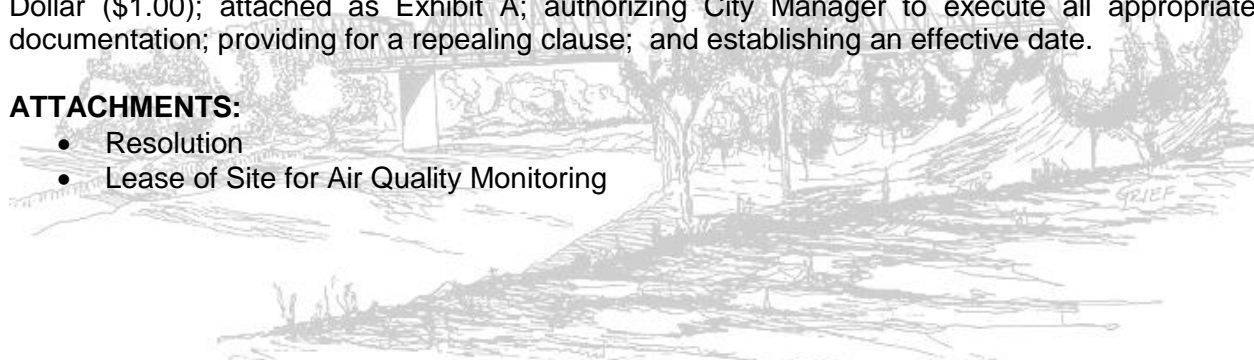 Dollar ($1.00); attached as Exhibit A; authorizing City Manager to execute all appropriate
documentation; providing for a repealing clause; and establishing an effective date.
ATTACHMENTS:
• Resolution
• Lease of Site for Air Quality Monitoring
GRIEF